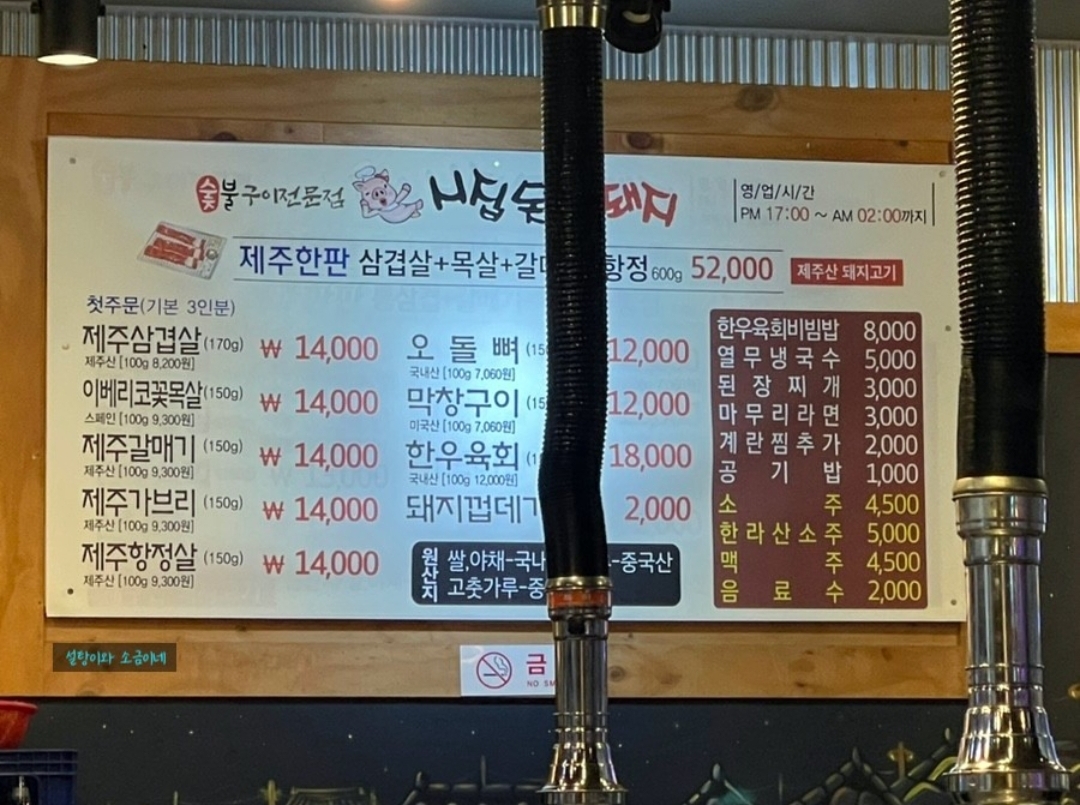 숯불구이전문점
영/업/시/간
PM 17:00 ~ AM 02:00까지
제주한판 삼겹살+목살+ 600g 52,000 제주산 돼지고기
첫주문(기본 3인분)
제주삼겹살(170g) ₩ 14,000
제주산 [100g 8,200원]
이베리코꽃목살(150g) ₩ 14,000
스페인 [100g 9,300원]
제주갈매기 (150g) ₩ 14,000
제주산 [100g 9,300원]
제주가브리 (150g) ₩ 14,000
제주산 [100g 9,300원]
제주항정살 (150g) ₩ 14,000
제주산 [100g 9,300원]
오돌뼈 12,000
국내산 [100g 7,060원]
막창구이 12,000
미국산 [100g 7,060원]
한우육회 18,000
국내산 [100g 12,000원]
돼지껍데기 2,000
원산지
쌀,야채-국내 -중국산
고춧가루-중
한우육회비빔밥 8,000
열무냉국수 5,000
된장찌개 3,000
마무리라면 3,000
계란찜추가 2,000
공기밥 1,000
소주 4,500
한라산소주 5,000
맥주 4,500
음료수 2,000
설탕이와 소금이네
금
NO